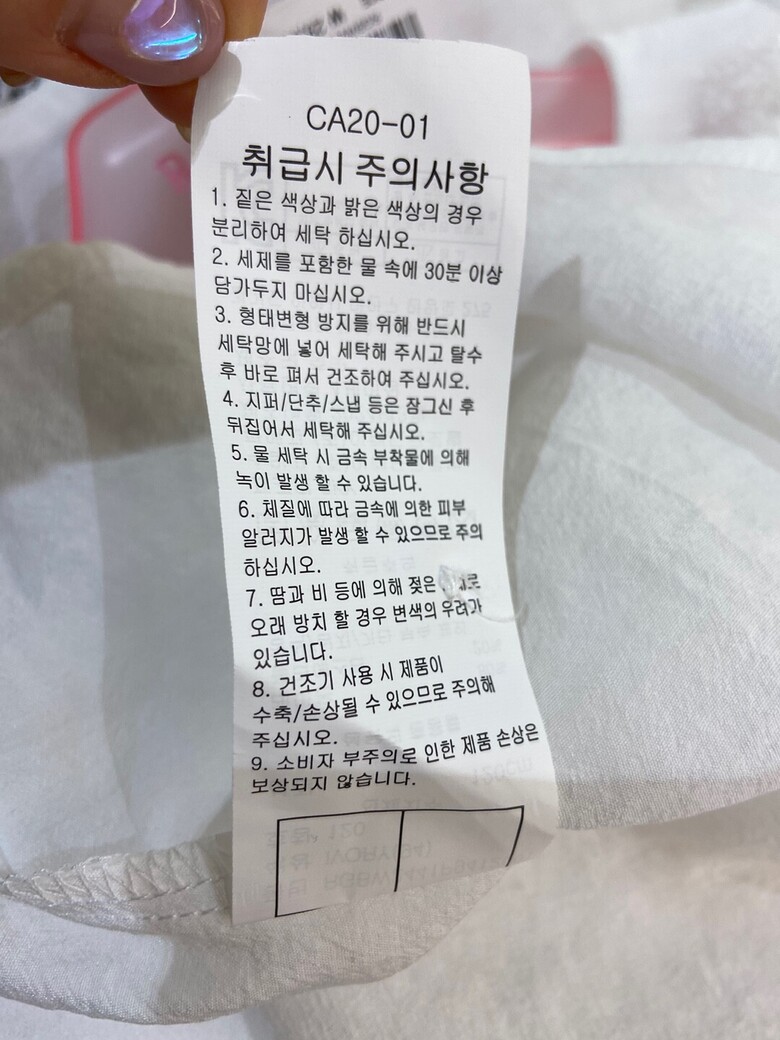 CA20-01
취급시 주의사항
1. 짙은 색상과 밝은 색상의 경우
분리하여 세탁 하십시오.
2. 세제를 포함한 물 속에 30분 이상
담가두지 마십시오.
3. 형태변형 방지를 위해 반드시
세탁망에 넣어 세탁해 주시고 탈수
후 바로 펴서 건조하여 주십시오.
4. 지퍼/단추/스냅 등은 잠그신 후
뒤집어서 세탁해 주십시오.
5. 물 세탁 시 금속 부착물에 의해
녹이 발생 할 수 있습니다.
6. 체질에 따라 금속에 의한 피부
알러지가 발생 할 수 있으므로 주의
하십시오.
7. 땀과 비 등에 의해 젖은
오래 방치 할 경우 변색의 우려가
있습니다.
8. 건조기 사용 시 제품이
수축/손상될 수 있으므로 주의해
주십시오.
9. 소비자 부주의로 인한 제품 손상은
보상되지 않습니다.